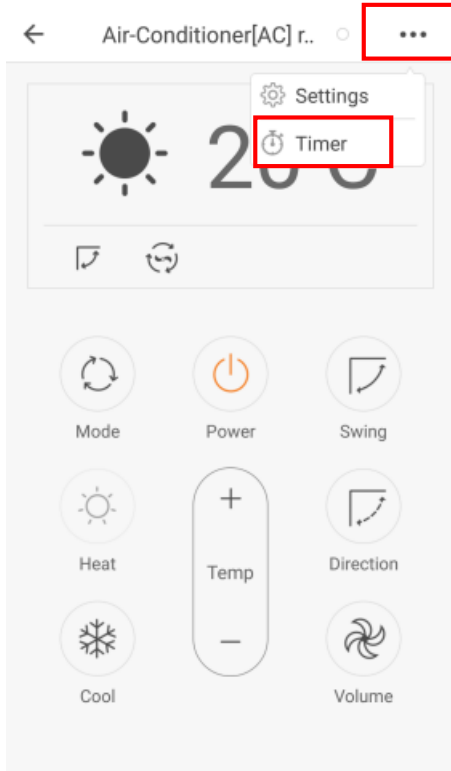 Air-Conditioner[AC] r..
Settings
Timer
Mode
Power
Swing
+
Heat
Temp
Direction
−
Cool
Volume